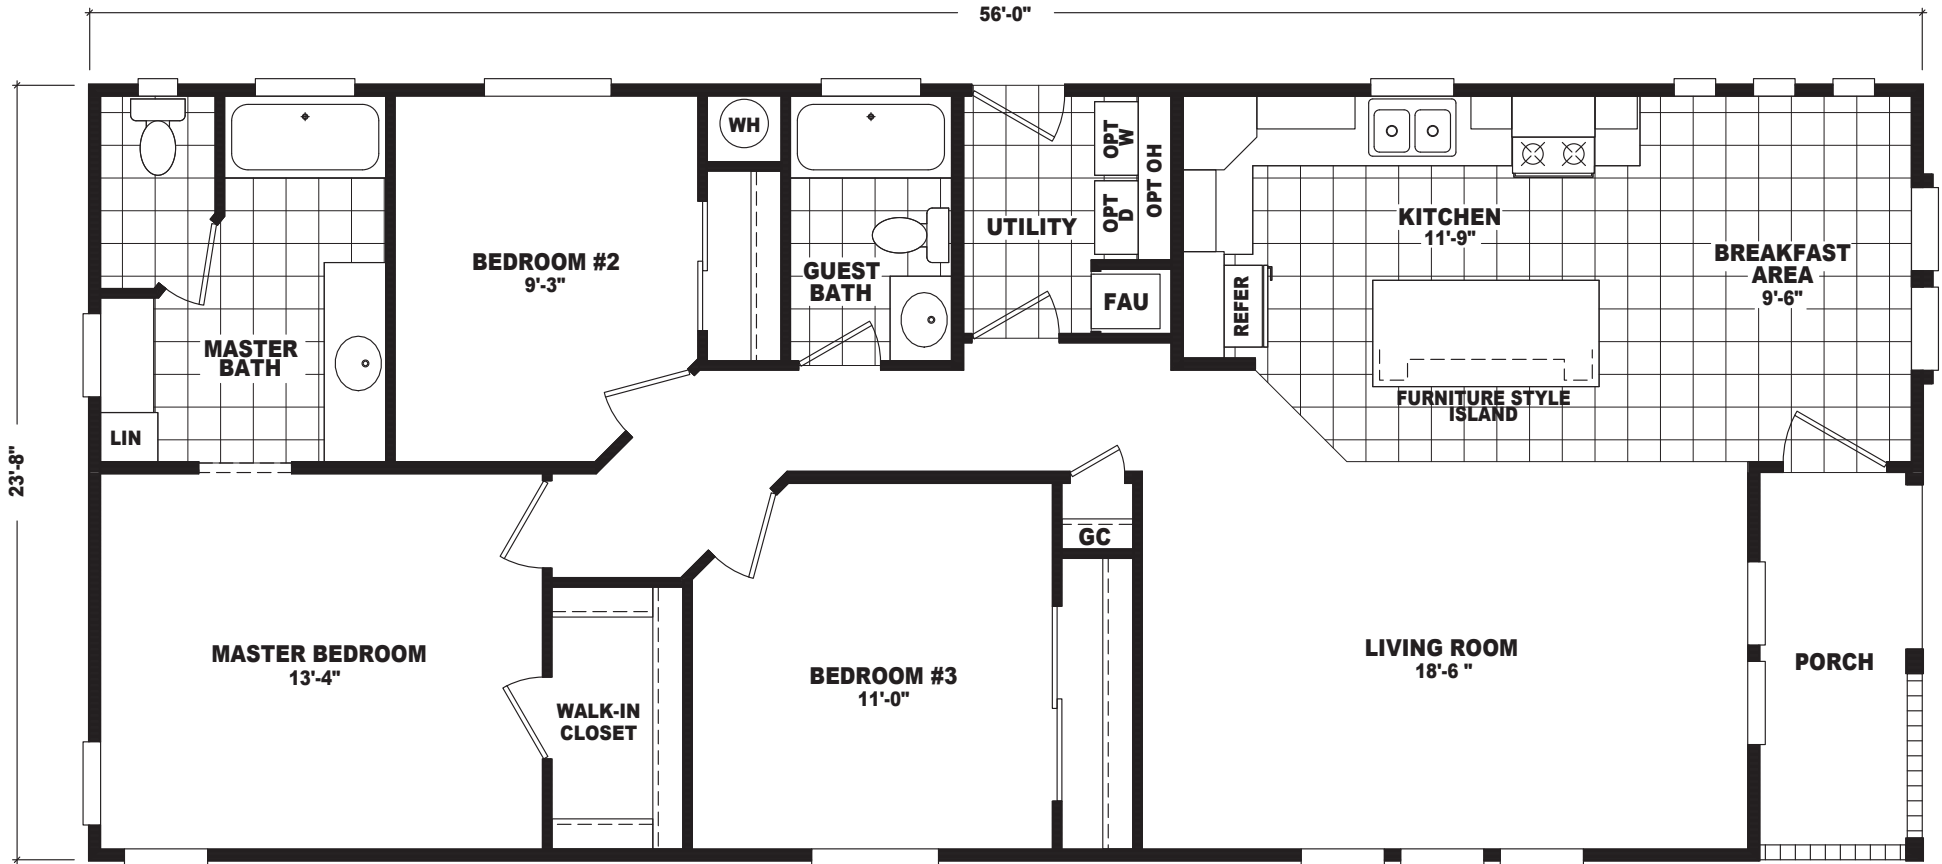 56'-0"
WH
OPT
W
OPT
D
OPT OH
UTILITY
KITCHEN
11'-9"
BREAKFAST
AREA
9'-6"
BEDROOM #2
9'-3"
GUEST
BATH
FAU
REFER
MASTER
BATH
FURNITURE STYLE
ISLAND
LIN
23'-8"
GC
MASTER BEDROOM
13'-4"
BEDROOM #3
11'-0"
LIVING ROOM
18'-6 "
PORCH
WALK-IN
CLOSET